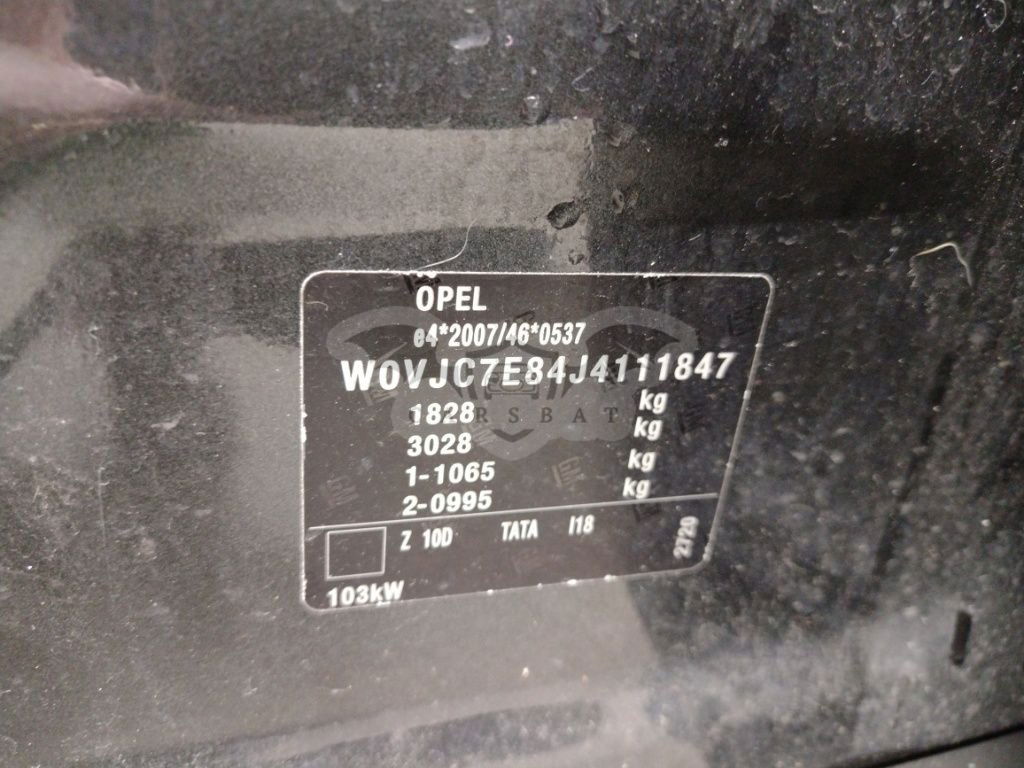 OPEL
e4*2007/46*0537
W0VJC7E84J4111847
1828 kg
3028 kg
1-1065 kg
2-0995 kg
Z 10D TATA I18
2720
103kW